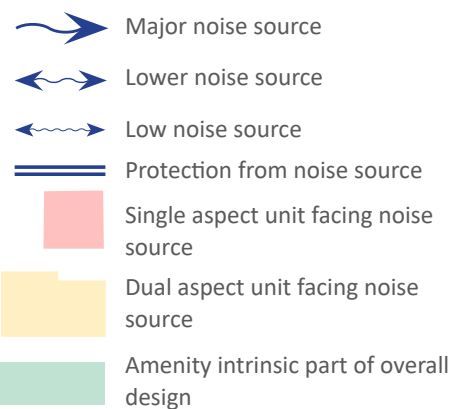 Major noise source
Lower noise source
Low noise source
Protection from noise source
Single aspect unit facing noise
source
Dual aspect unit facing noise
source
Amenity intrinsic part of overall
design